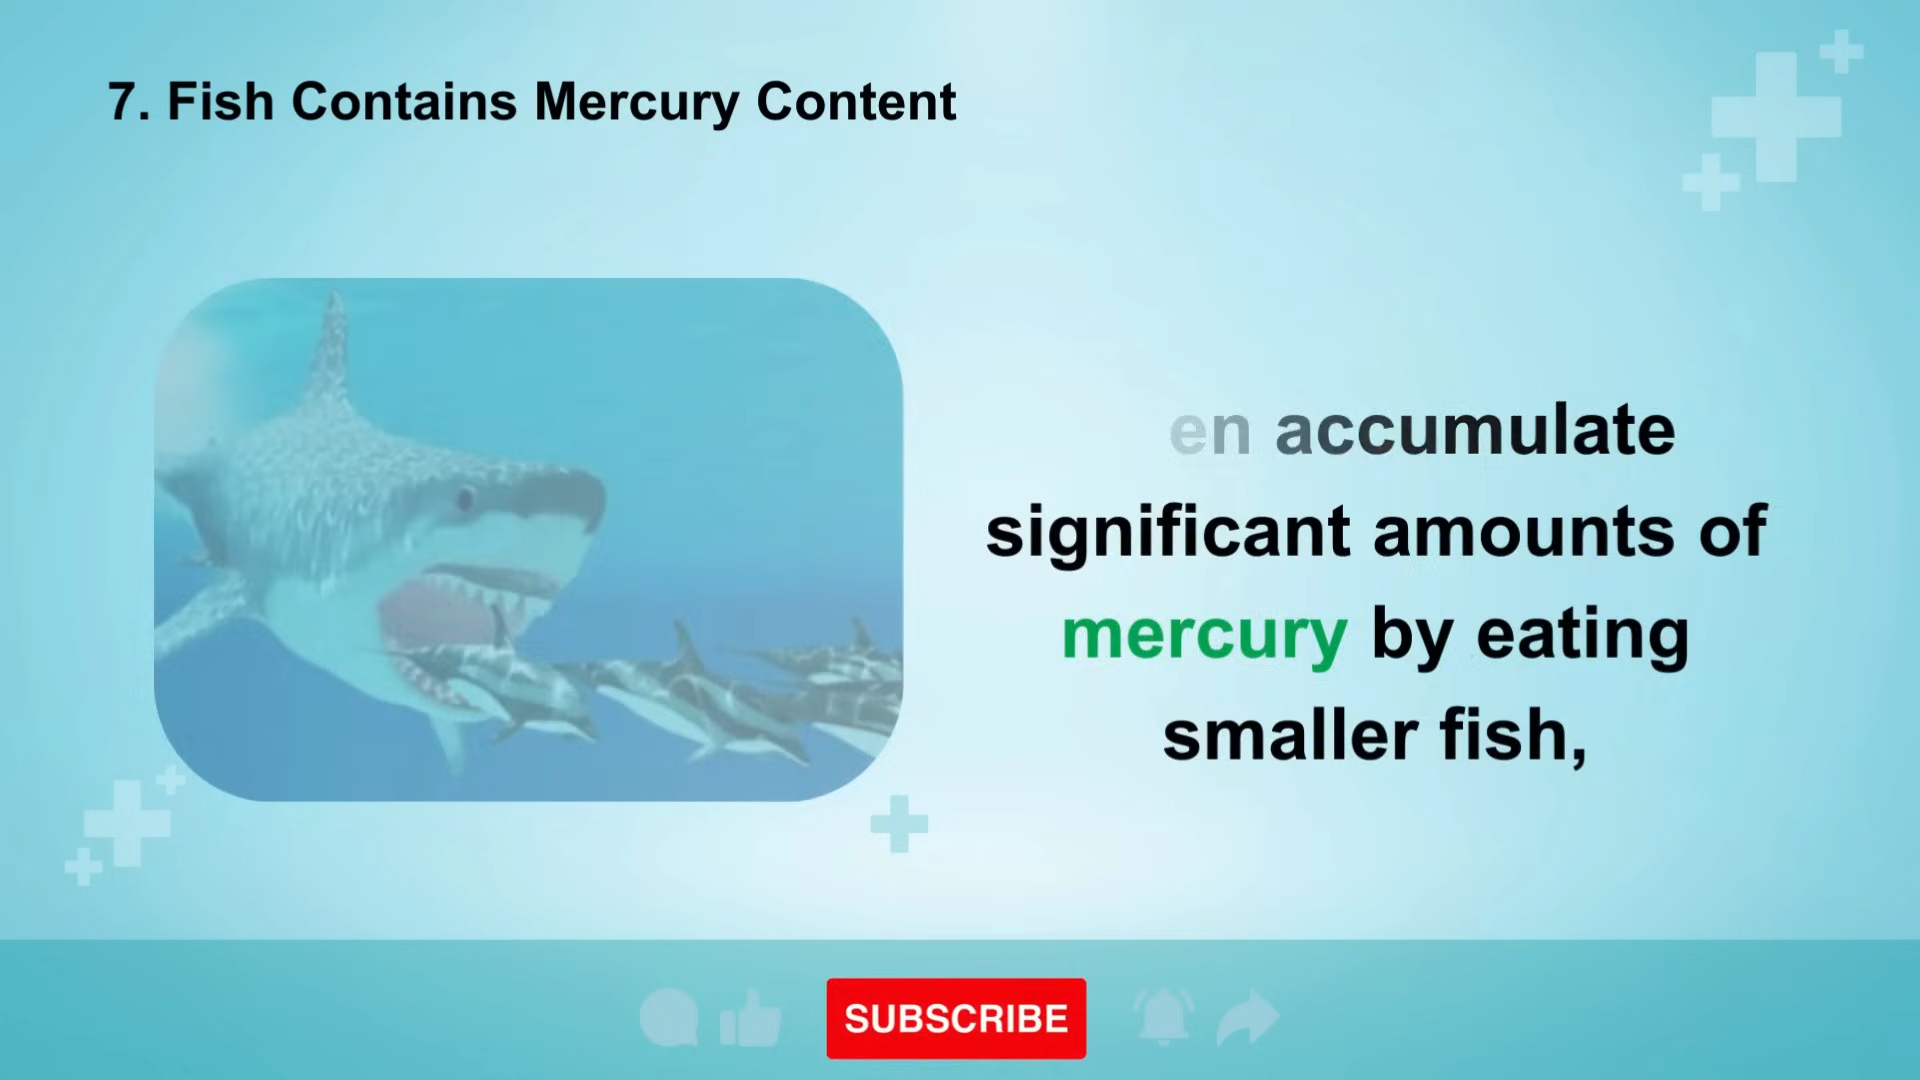 7. Fish Contains Mercury Content
en accumulate
significant amounts of
mercury by eating
smaller fish,
SUBSCRIBE